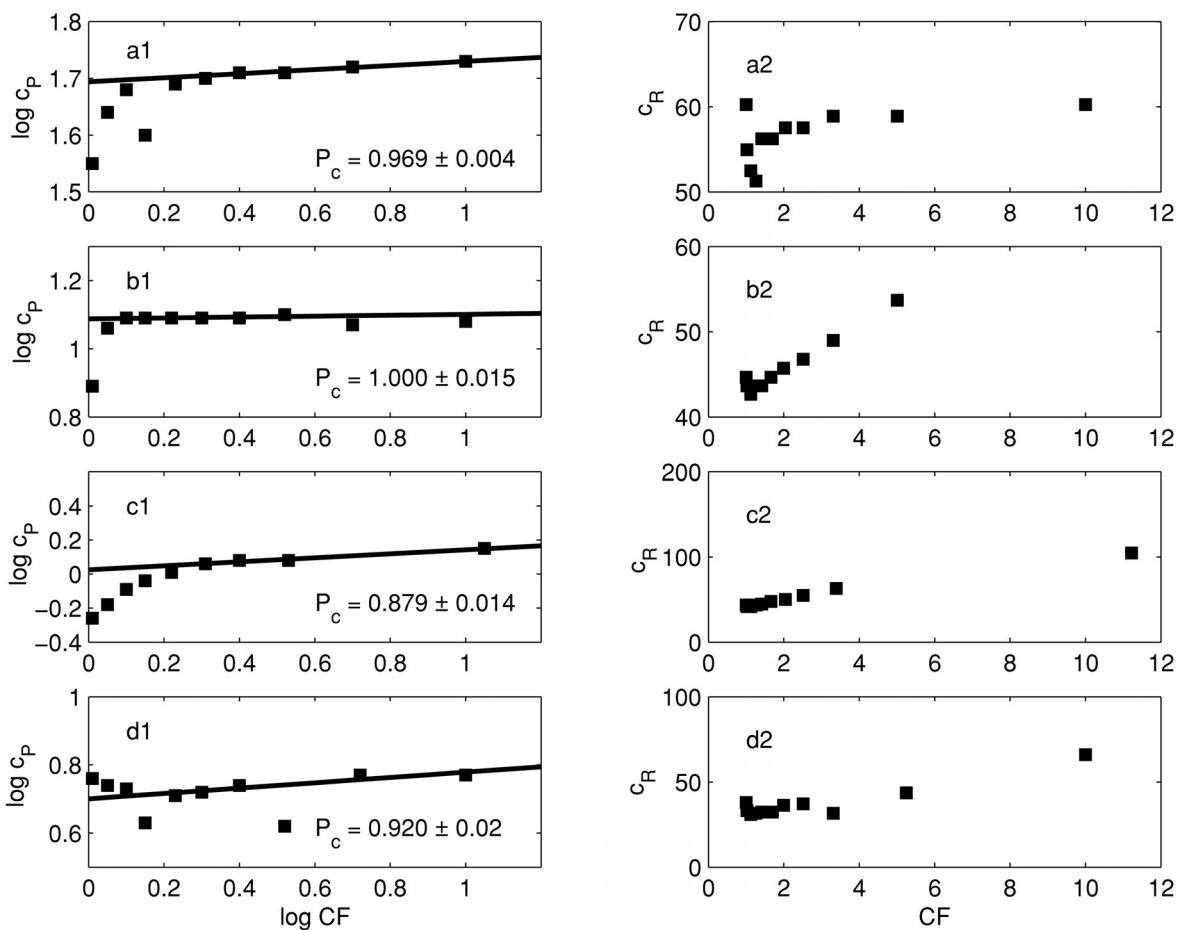 1.8
a1
1.7
log c_P
1.6
P_c = 0.969 ± 0.004
1.5
0 0.2 0.4 0.6 0.8 1
70
a2
c_R
60
50
0 2 4 6 8 10 12
1.2
b1
log c_P
1
P_c = 1.000 ± 0.015
0.8
0 0.2 0.4 0.6 0.8 1
60
b2
c_R
50
40
0 2 4 6 8 10 12
0.4
c1
0.2
log c_P
0
−0.2
P_c = 0.879 ± 0.014
−0.4
0 0.2 0.4 0.6 0.8 1
200
c2
c_R
100
0
0 2 4 6 8 10 12
1
d1
log c_P
0.8
0.6
P_c = 0.920 ± 0.02
0 0.2 0.4 0.6 0.8 1
log CF
100
d2
c_R
50
0
0 2 4 6 8 10 12
CF